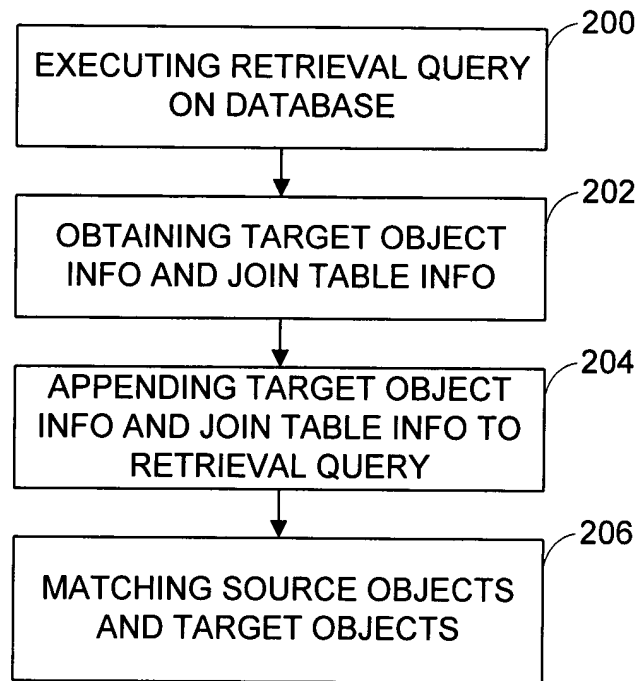 200
EXECUTING RETRIEVAL QUERY
ON DATABASE
202
OBTAINING TARGET OBJECT
INFO AND JOIN TABLE INFO
204
APPENDING TARGET OBJECT
INFO AND JOIN TABLE INFO TO
RETRIEVAL QUERY
206
MATCHING SOURCE OBJECTS
AND TARGET OBJECTS